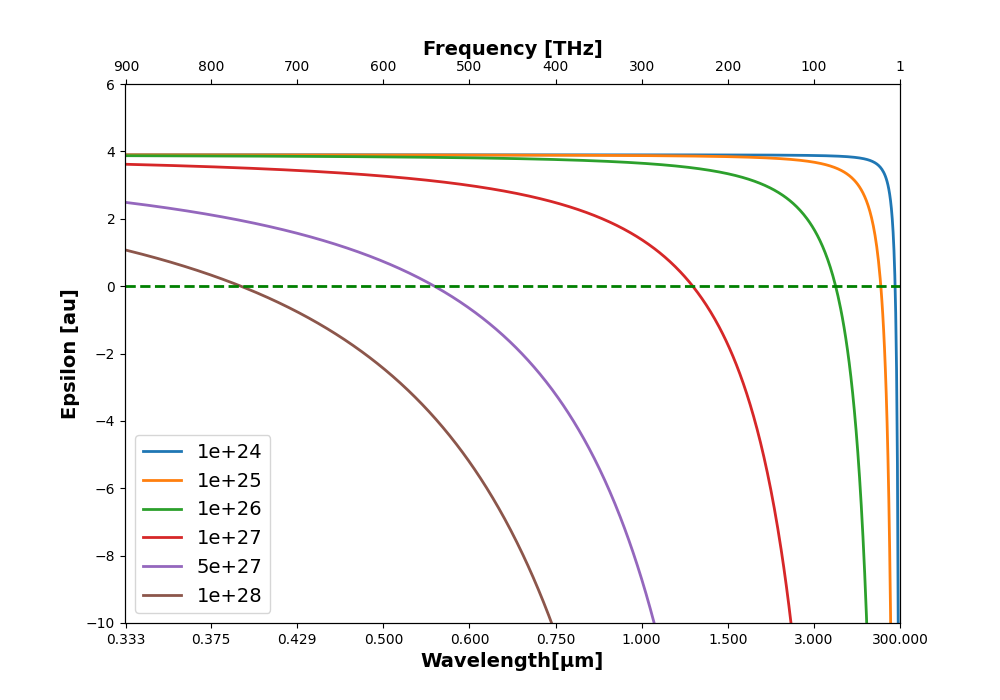 Frequency [THz]
900 800 700 600 500 400 300 200 100 1
6
4
2
0
−2
−4
−6
−8
−10
Epsilon [au]
1e+24
1e+25
1e+26
1e+27
5e+27
1e+28
0.333 0.375 0.429 0.500 0.600 0.750 1.000 1.500 3.000 300.000
Wavelength[μm]